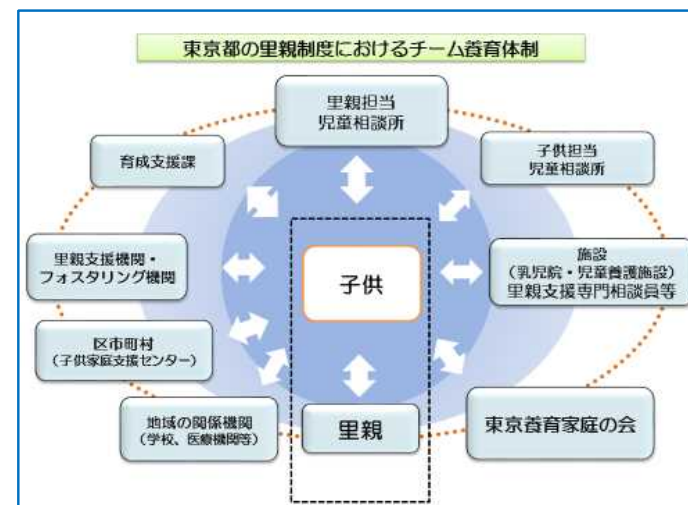 東京都の里親制度におけるチーム養育体制
里親担当
児童相談所
育成支援課
子供担当
児童相談所
里親支援機関・
フォスタリング機関
子供
施設
（乳児院・児童養護施設）
里親支援専門相談員等
区市町村
（子供家庭支援センター）
地域の関係機関
（学校、医療機関等）
里親
東京養育家庭の会